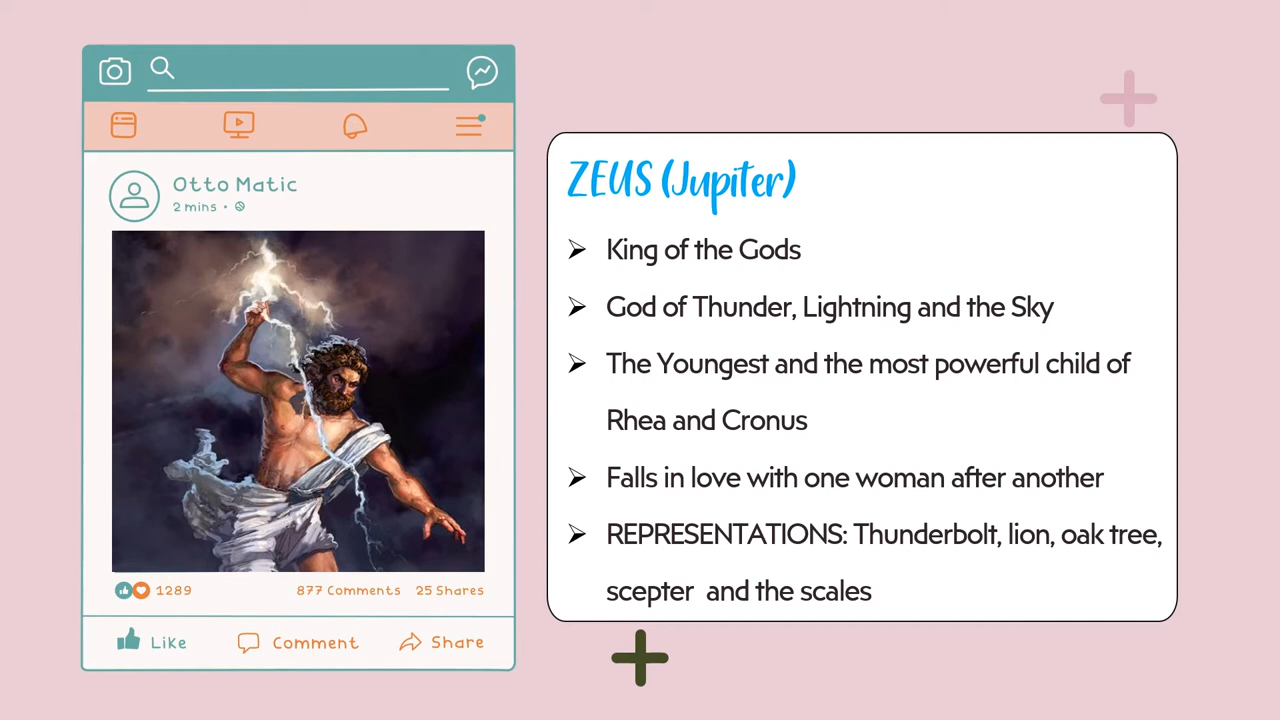 Otto Matic
2 mins •
1289
877 Comments 25 Shares
Like Comment Share
ZEUS (Jupiter)
King of the Gods
God of Thunder, Lightning and the Sky
The Youngest and the most powerful child of
Rhea and Cronus
Falls in love with one woman after another
REPRESENTATIONS: Thunderbolt, lion, oak tree,
scepter and the scales